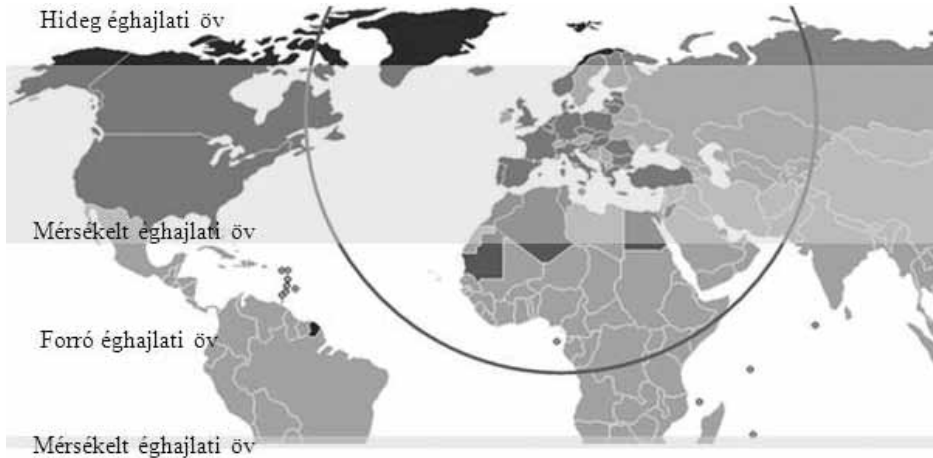 Hideg éghajlati öv
Mérsékelt éghajlati öv
Forró éghajlati öv
Mérsékelt éghajlati öv